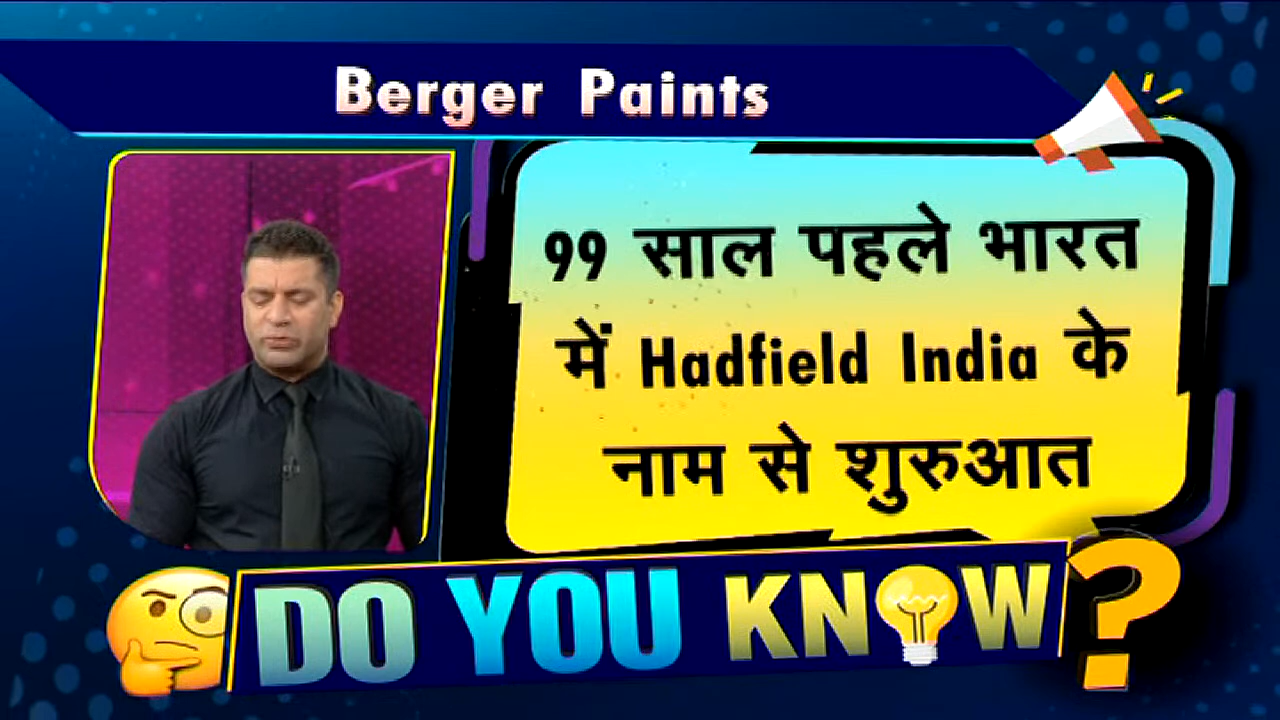 Berger Paints
99 साल पहले भारत
में Hadfield India के
नाम से शुरुआत
DO YOU KNOW?